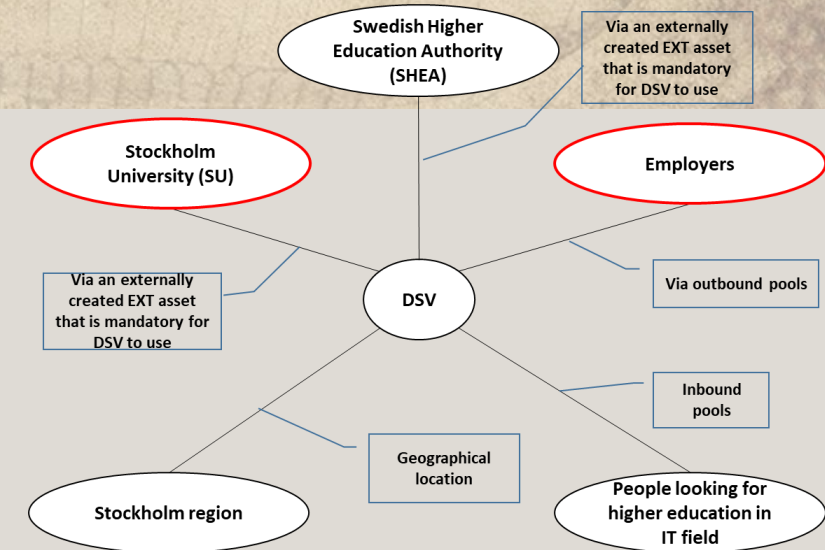 Swedish Higher
Education Authority
(SHEA)
Via an externally
created EXT asset
that is mandatory
for DSV to use
Stockholm
University (SU)
Employers
Via an externally
created EXT asset
that is mandatory for
DSV to use
DSV
Via outbound pools
Inbound
pools
Geographical
location
Stockholm region
People looking for
higher education in
IT field